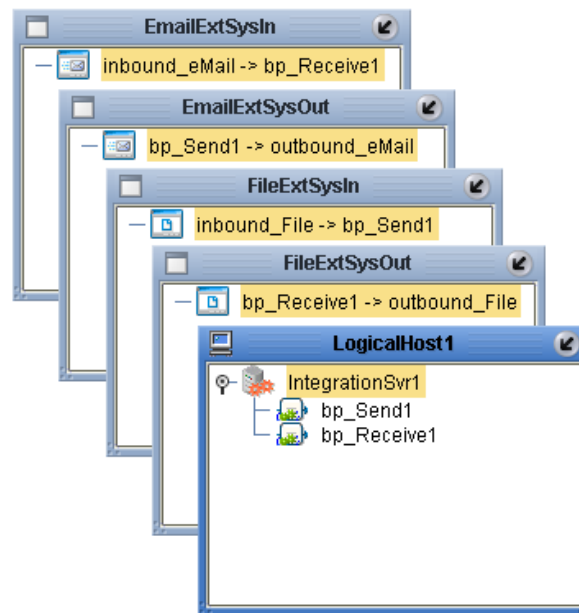 EmailExtSysIn
inbound_eMail -> bp_Receive1
EmailExtSysOut
bp_Send1 -> outbound_eMail
FileExtSysIn
inbound_File -> bp_Send1
FileExtSysOut
bp_Receive1 -> outbound_File
LogicalHost1
IntegrationSvr1
bp_Send1
bp_Receive1